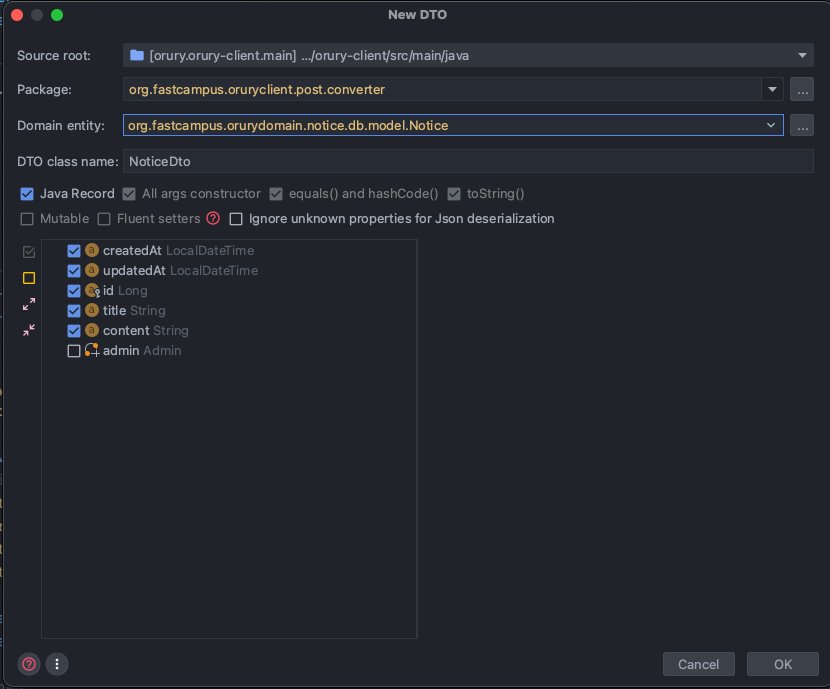 New DTO
Source root: [orury.orury-client.main] .../orury-client/src/main/java
Package: org.fastcampus.oruryclient.post.converter ...
Domain entity: org.fastcampus.orurydomain.notice.db.model.Notice ...
DTO class name: NoticeDto
Java Record All args constructor equals() and hashCode() toString()
Mutable Fluent setters ? Ignore unknown properties for Json deserialization
a createdAt LocalDateTime
a updatedAt LocalDateTime
a id Long
a title String
a content String
admin Admin
? Cancel OK